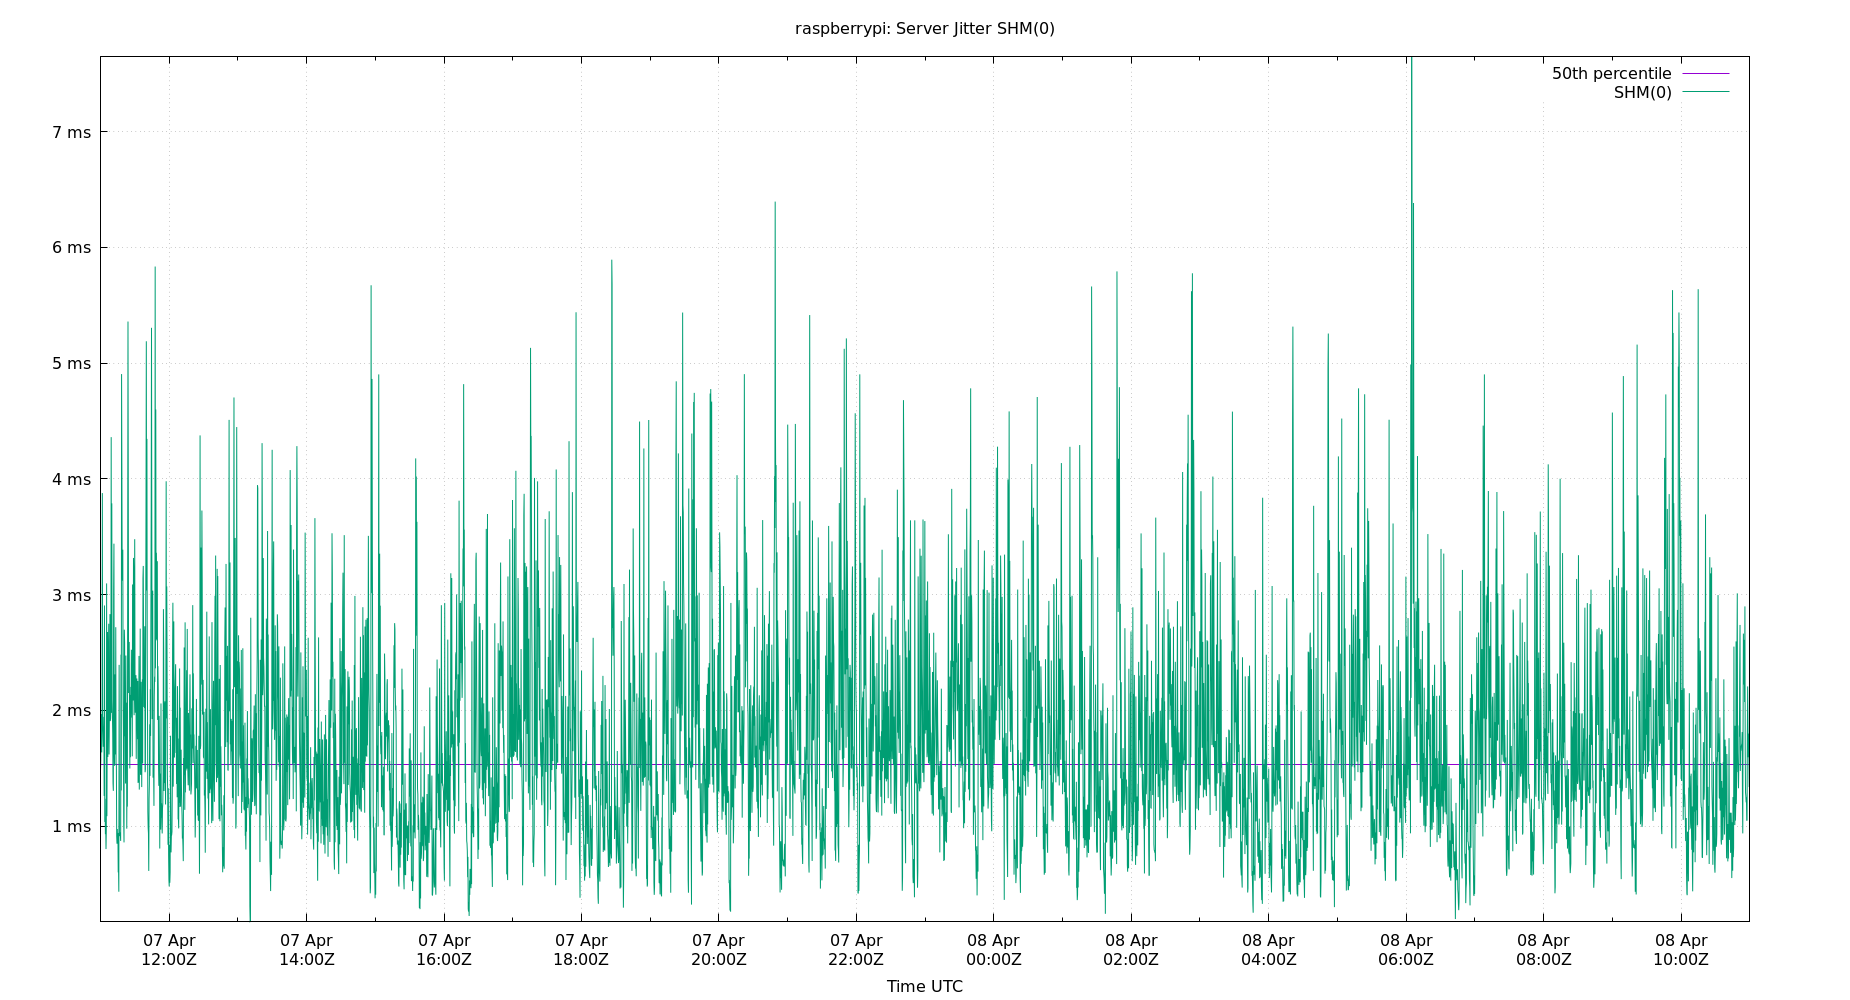 raspberrypi: Server Jitter SHM(0)
50th percentile
SHM(0)
7 ms
6 ms
5 ms
4 ms
3 ms
2 ms
1 ms
07 Apr 07 Apr 07 Apr 07 Apr 07 Apr 07 Apr 08 Apr 08 Apr 08 Apr 08 Apr 08 Apr 08 Apr
12:00Z 14:00Z 16:00Z 18:00Z 20:00Z 22:00Z 00:00Z 02:00Z 04:00Z 06:00Z 08:00Z 10:00Z
Time UTC